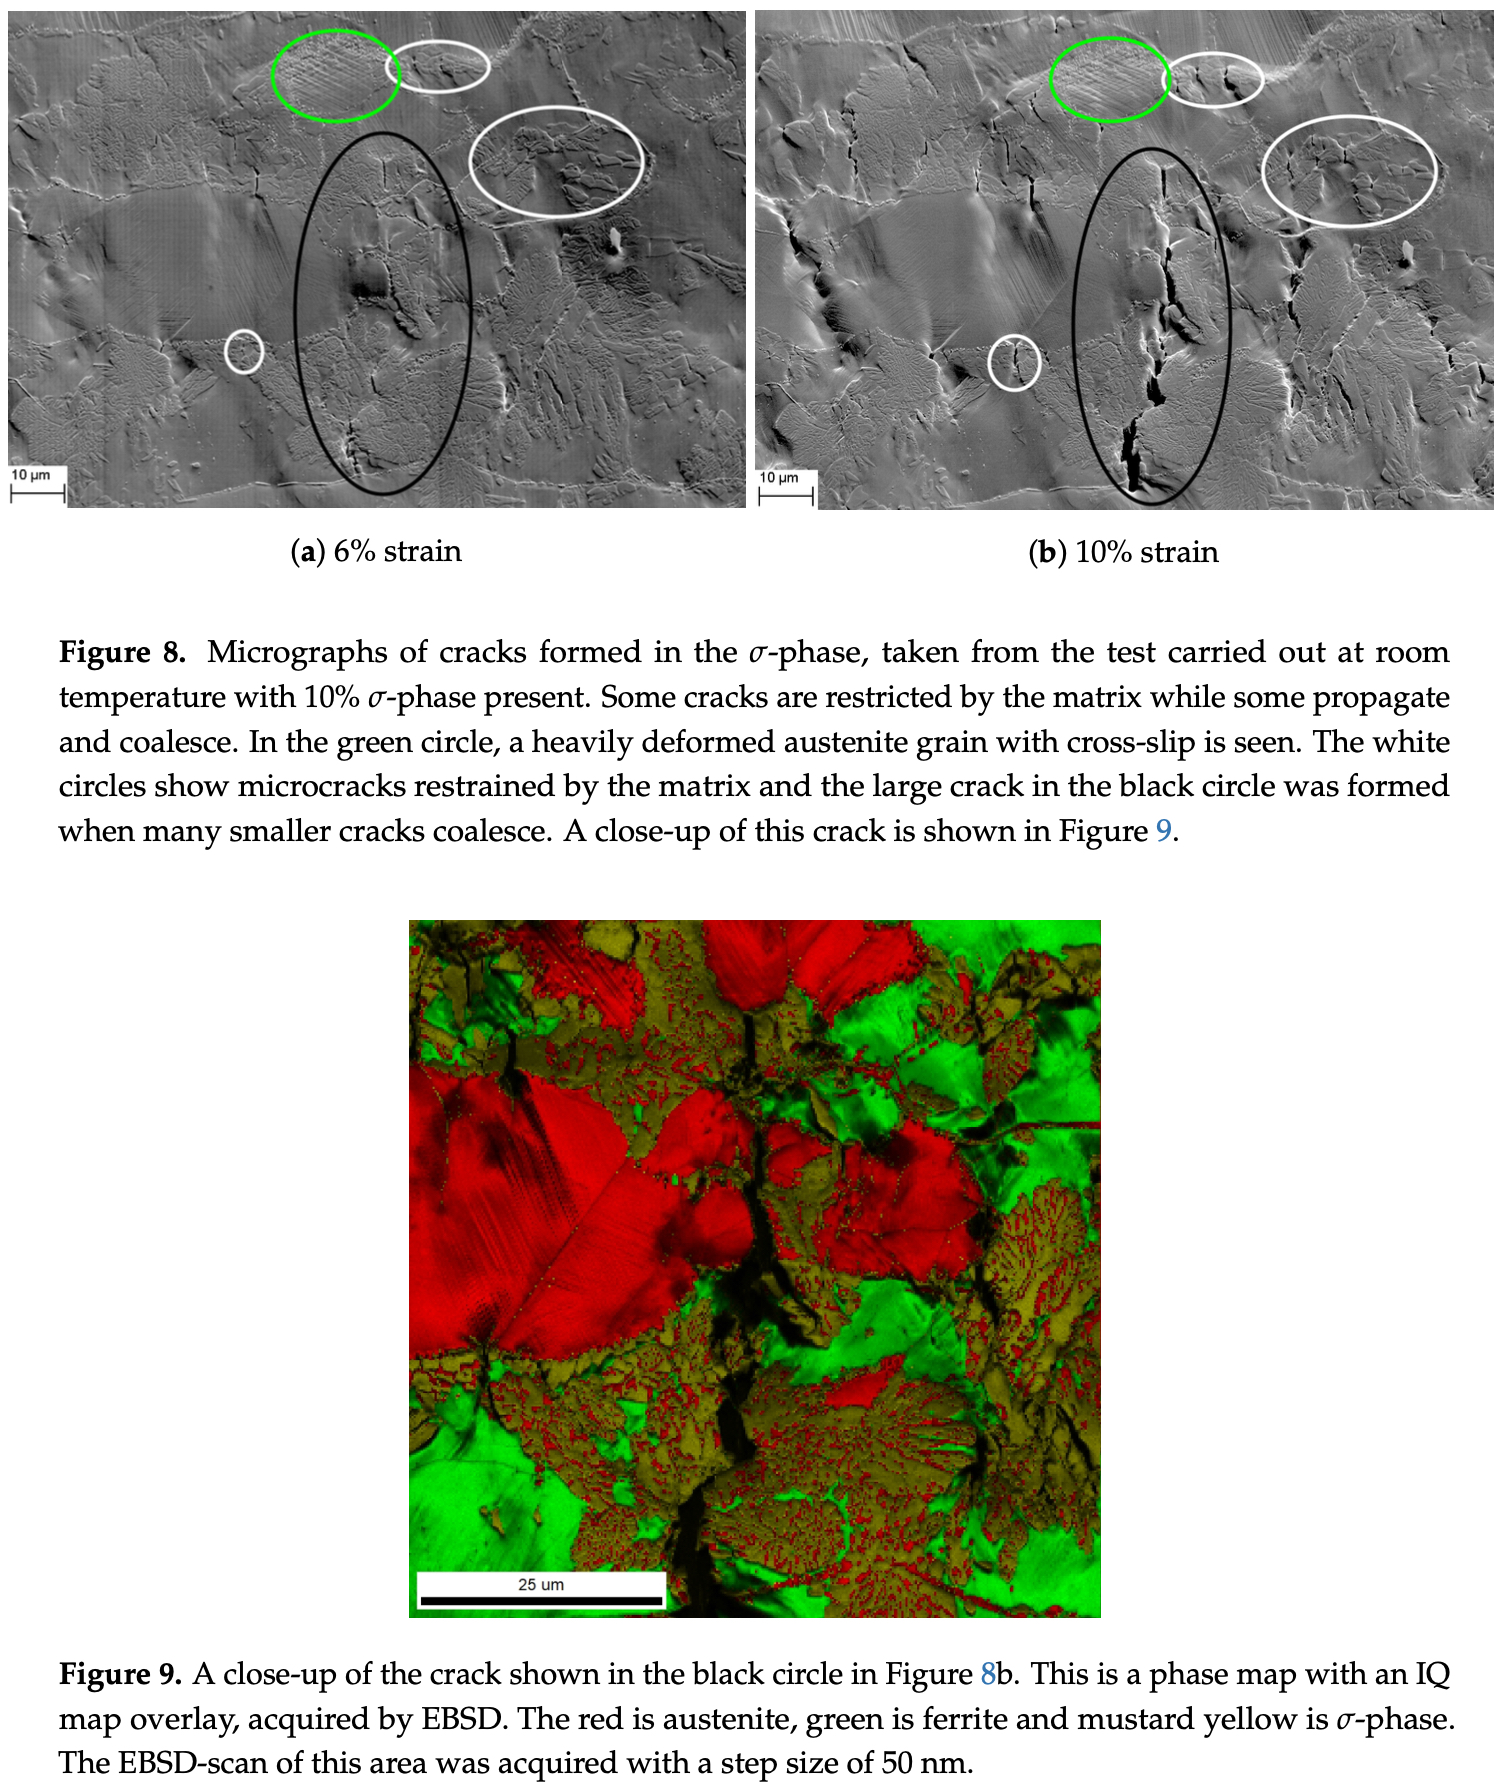 10 µm
10 µm
(a) 6% strain
(b) 10% strain
Figure 8. Micrographs of cracks formed in the σ-phase, taken from the test carried out at room
temperature with 10% σ-phase present. Some cracks are restricted by the matrix while some propagate
and coalesce. In the green circle, a heavily deformed austenite grain with cross-slip is seen. The white
circles show microcracks restrained by the matrix and the large crack in the black circle was formed
when many smaller cracks coalesce. A close-up of this crack is shown in Figure 9.
25 um
Figure 9. A close-up of the crack shown in the black circle in Figure 8b. This is a phase map with an IQ
map overlay, acquired by EBSD. The red is austenite, green is ferrite and mustard yellow is σ-phase.
The EBSD-scan of this area was acquired with a step size of 50 nm.